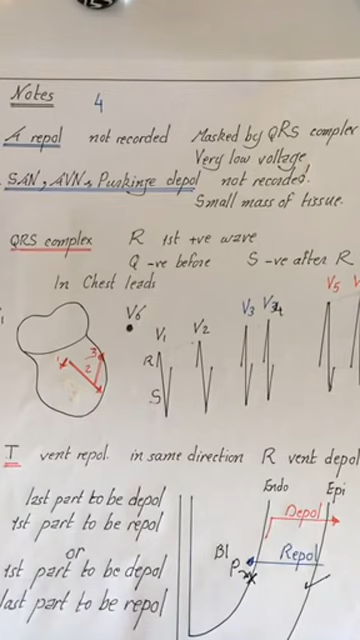 Notes
4
A repol not recorded Masked by QRS complex
Very low voltage
SAN, AVN, Purkinge depol not recorded.
Small mass of tissue.
QRS complex R 1st +ve wave
Q -ve before S -ve after R
In Chest leads
V6
V1 V2 V3 V34 V5 V
R
S
1 2 3
T vent repol. in same direction R vent depol
Endo Epi
last part to be depol
1st part to be repol
or
1st part to be depol
last part to be repol
Depol
Bl Repol
P